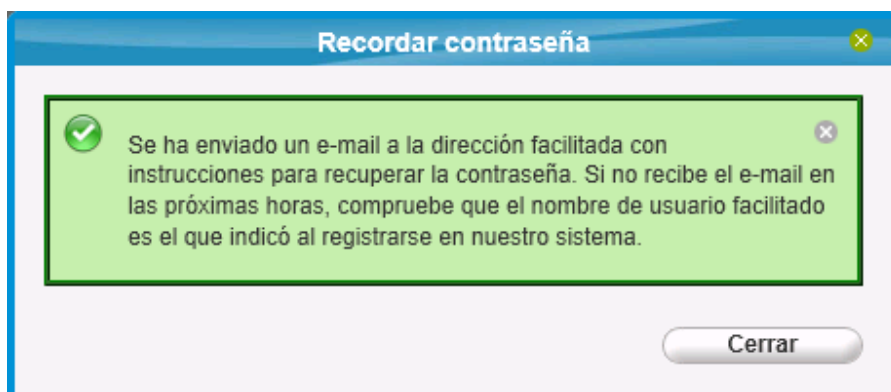 Recordar contraseña
Se ha enviado un e-mail a la dirección facilitada con
instrucciones para recuperar la contraseña. Si no recibe el e-mail en
las próximas horas, compruebe que el nombre de usuario facilitado
es el que indicó al registrarse en nuestro sistema.
Cerrar